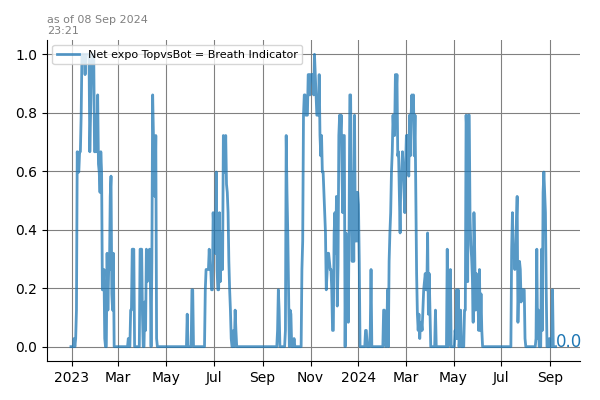 as of 08 Sep 2024
23:21
Net expo TopvsBot = Breath Indicator
1.0
0.8
0.6
0.4
0.2
0.0
0.0
2023 Mar May Jul Sep Nov 2024 Mar May Jul Sep